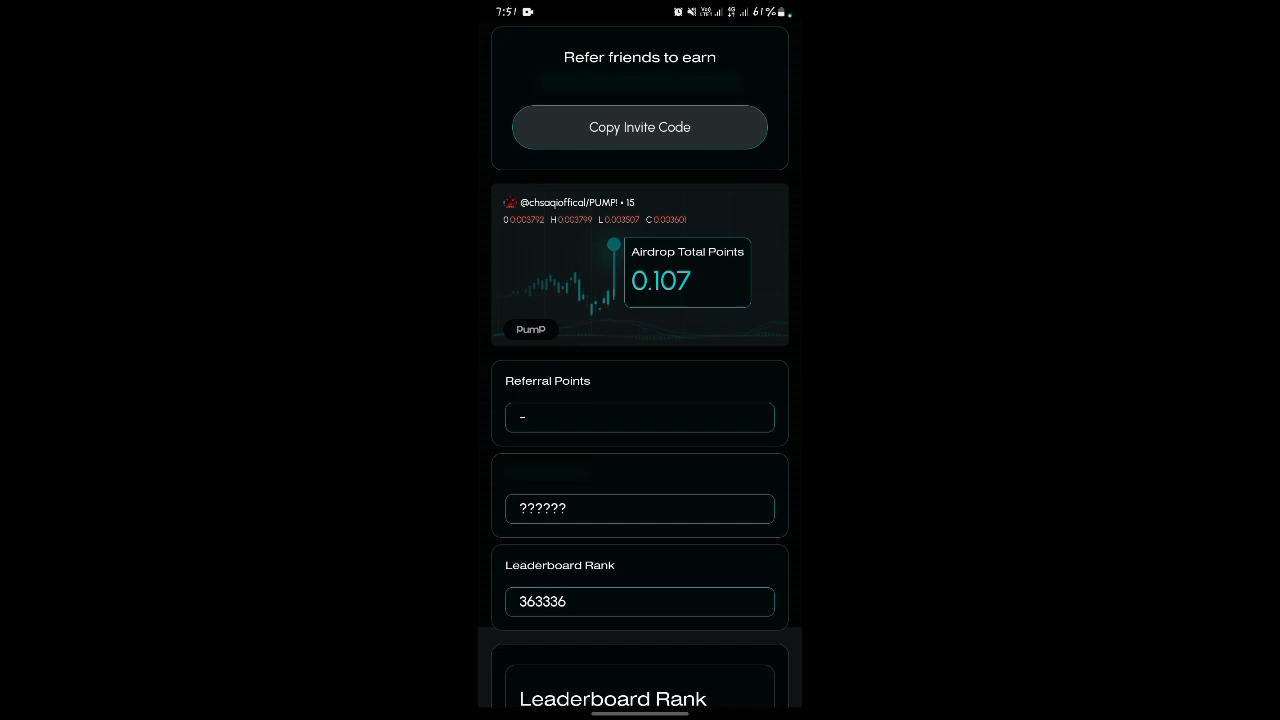 7:51
61%
Refer friends to earn
Copy Invite Code
@chsaqioffical/PUMP! • 15
O 0.003792 H 0.003799 L 0.003507 C 0.003601
Airdrop Total Points
0.107
PumP
Referral Points
-
??????
Leaderboard Rank
363336
Leaderboard Rank